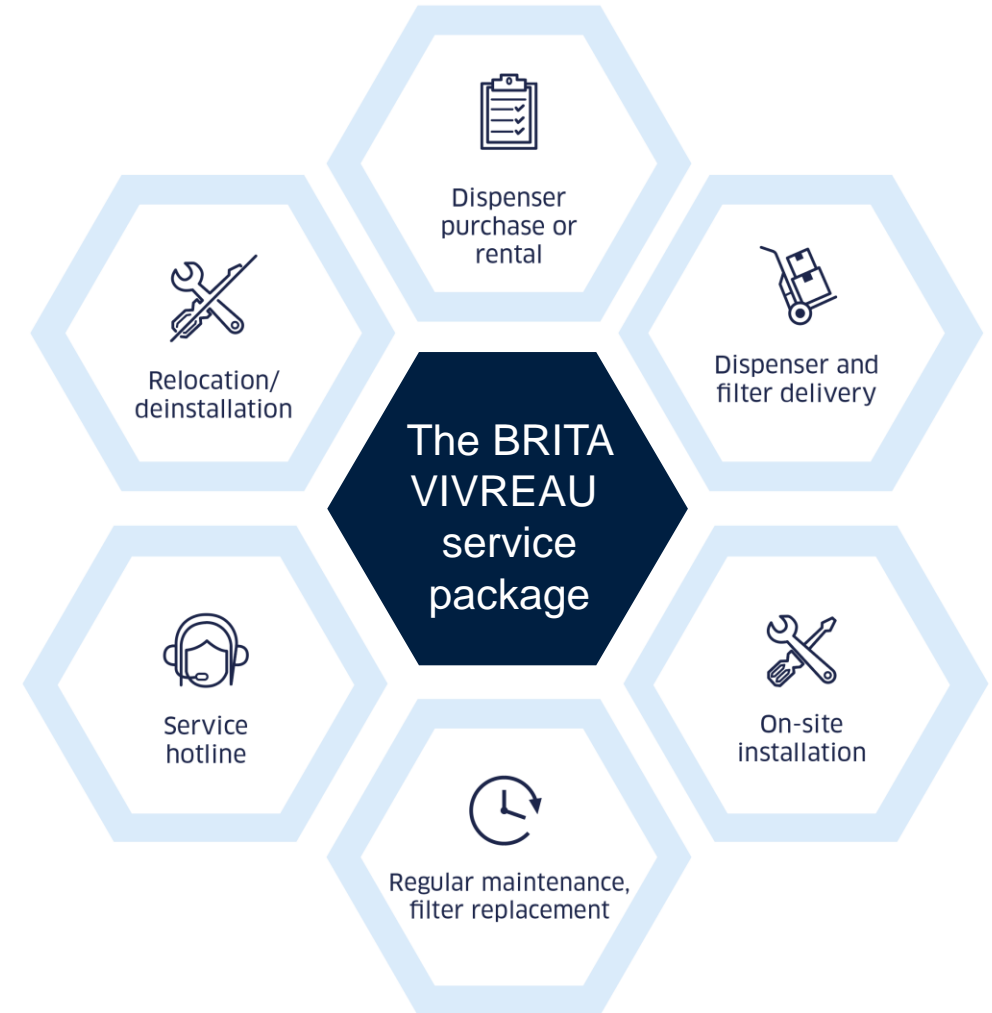 Dispenser
purchase or
rental
Dispenser and
filter delivery
On-site
installation
Regular maintenance,
filter replacement
Service
hotline
Relocation/
deinstallation
The BRITA
VIVREAU
service
package